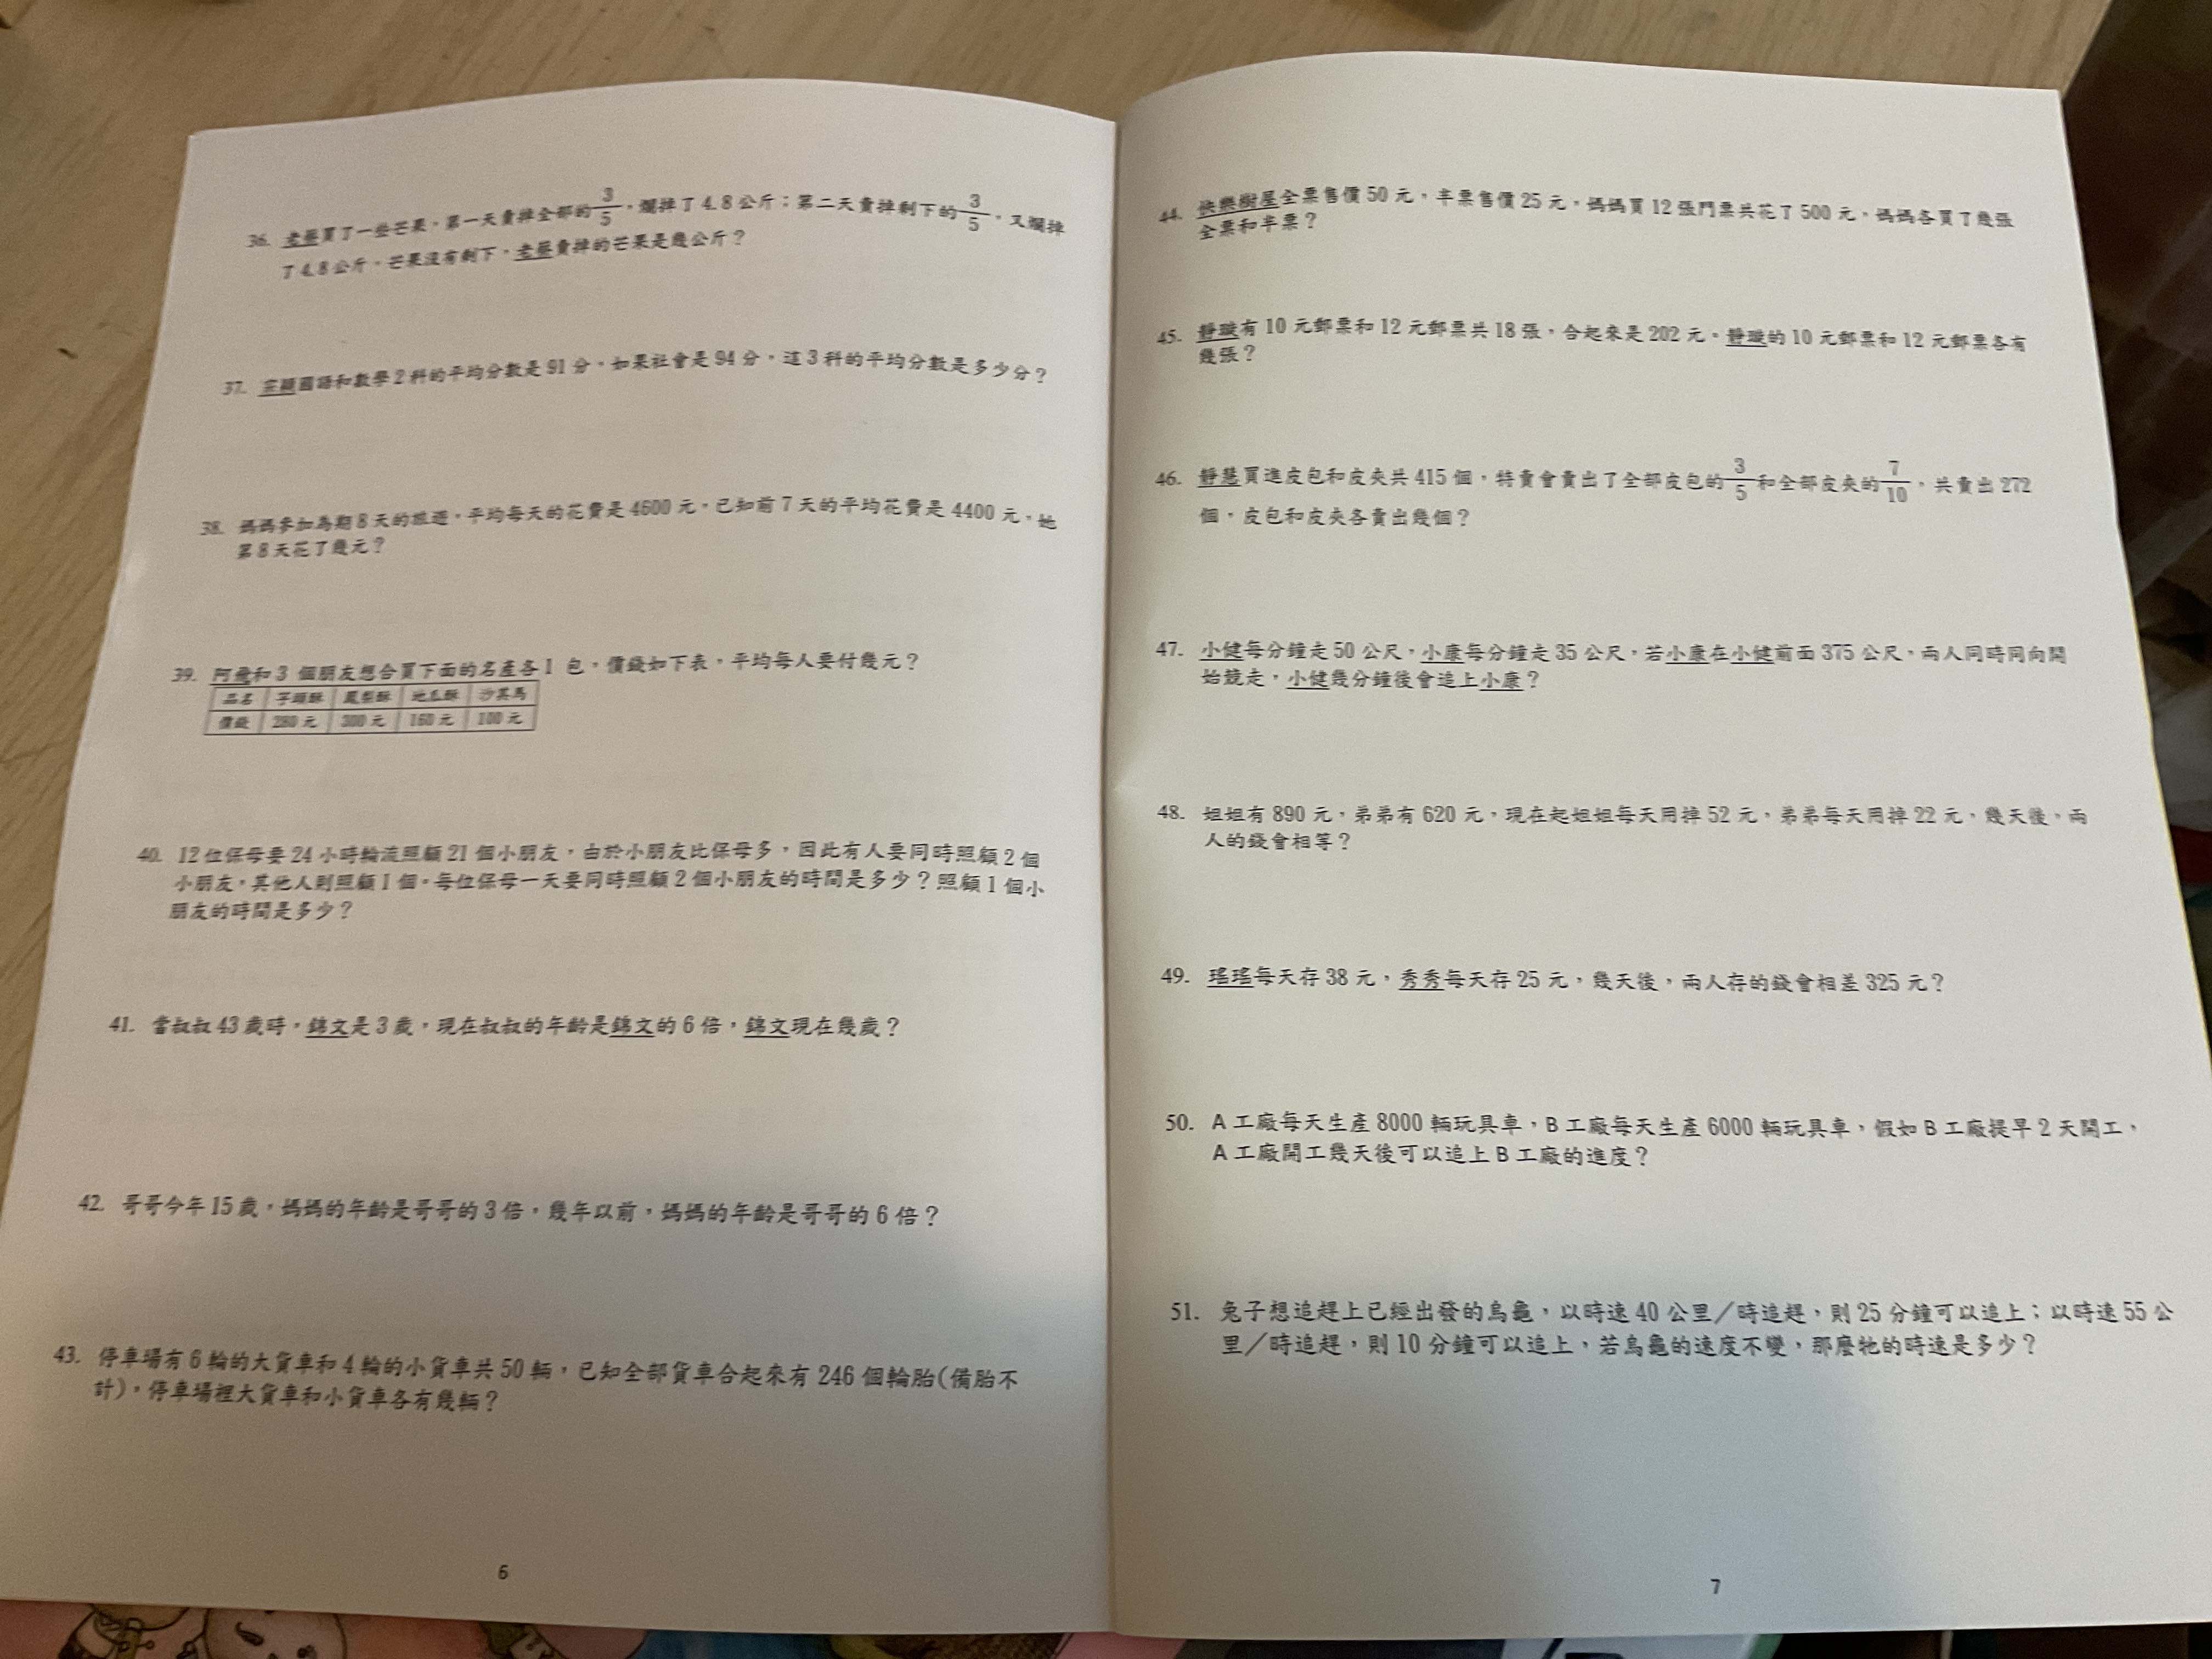 36. 老蔡買了一些芒果，第一天賣掉全部的3/5，爛掉了4.8公斤；第二天賣掉剩下的3/5，又爛掉
了4.8公斤，芒果沒有剩下，老蔡賣掉的芒果是幾公斤？
37. 國語和數學2科的平均分數是91分，如果社會是94分，這3科的平均分數是多少分？
38. 媽媽參加為期8天的旅遊，平均每天的花費是4600元，已知前7天的平均花費是4400元，她
第8天花了幾元？
39. 阿飛和3個朋友想合買下面的名產各1包，價錢如下表，平均每人要付幾元？
品名 芋頭酥 鳳梨酥 地瓜酥 沙其馬
價錢 280元 300元 160元 100元
40. 12位保母要24小時輪流照顧21個小朋友，由於小朋友比保母多，因此有人要同時照顧2個
小朋友，其他人則照顧1個。每位保母一天要同時照顧2個小朋友的時間是多少？照顧1個小
朋友的時間是多少？
41. 當叔叔43歲時，錦文是3歲，現在叔叔的年齡是錦文的6倍，錦文現在幾歲？
42. 哥哥今年15歲，媽媽的年齡是哥哥的3倍，幾年以前，媽媽的年齡是哥哥的6倍？
43. 停車場有6輪的大貨車和4輪的小貨車共50輛，已知全部貨車合起來有246個輪胎(備胎不
計)，停車場裡大貨車和小貨車各有幾輛？
6
44. 快樂樹屋全票售價50元，半票售價25元，媽媽買12張門票共花了500元，媽媽各買了幾張
全票和半票？
45. 靜璇有10元郵票和12元郵票共18張，合起來是202元。靜璇的10元郵票和12元郵票各有
幾張？
46. 靜慧買進皮包和皮夾共415個，特賣會賣出了全部皮包的3/5和全部皮夾的7/10，共賣出272
個，皮包和皮夾各賣出幾個？
47. 小健每分鐘走50公尺，小康每分鐘走35公尺，若小康在小健前面375公尺，兩人同時同向開
始競走，小健幾分鐘後會追上小康？
48. 姐姐有890元，弟弟有620元，現在起姐姐每天用掉52元，弟弟每天用掉22元，幾天後，兩
人的錢會相等？
49. 瑤瑤每天存38元，秀秀每天存25元，幾天後，兩人存的錢會相差325元？
50. A工廠每天生產8000輛玩具車，B工廠每天生產6000輛玩具車，假如B工廠提早2天開工，
A工廠開工幾天後可以追上B工廠的進度？
51. 兔子想追趕上已經出發的烏龜，以時速40公里／時追趕，則25分鐘可以追上；以時速55公
里／時追趕，則10分鐘可以追上，若烏龜的速度不變，那麼牠的時速是多少？
7